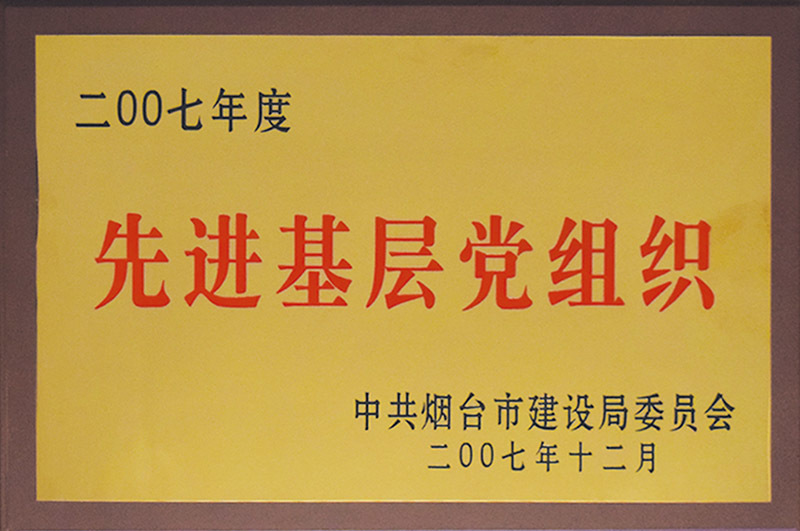 二00七年度
先进基层党组织
中共烟台市建设局委员会
二00七年十二月